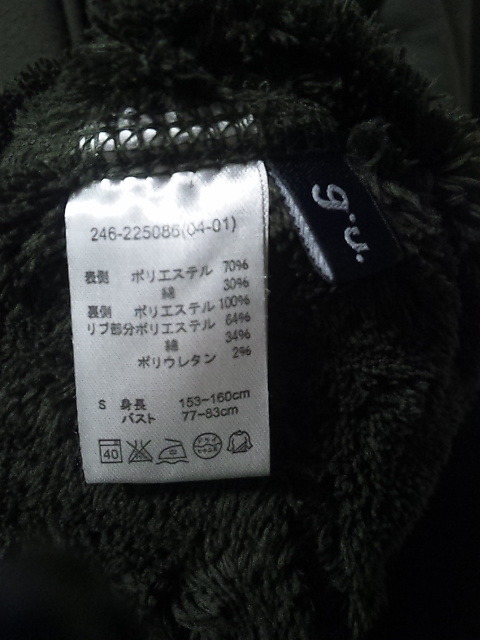 246-225086(04-01)
表側 ポリエステル 70%
綿 30%
裏側 ポリエステル 100%
リブ部分ポリエステル 64%
綿 34%
ポリウレタン 2%
S 身長 153~160cm
バスト 77~83cm
40
g.u.